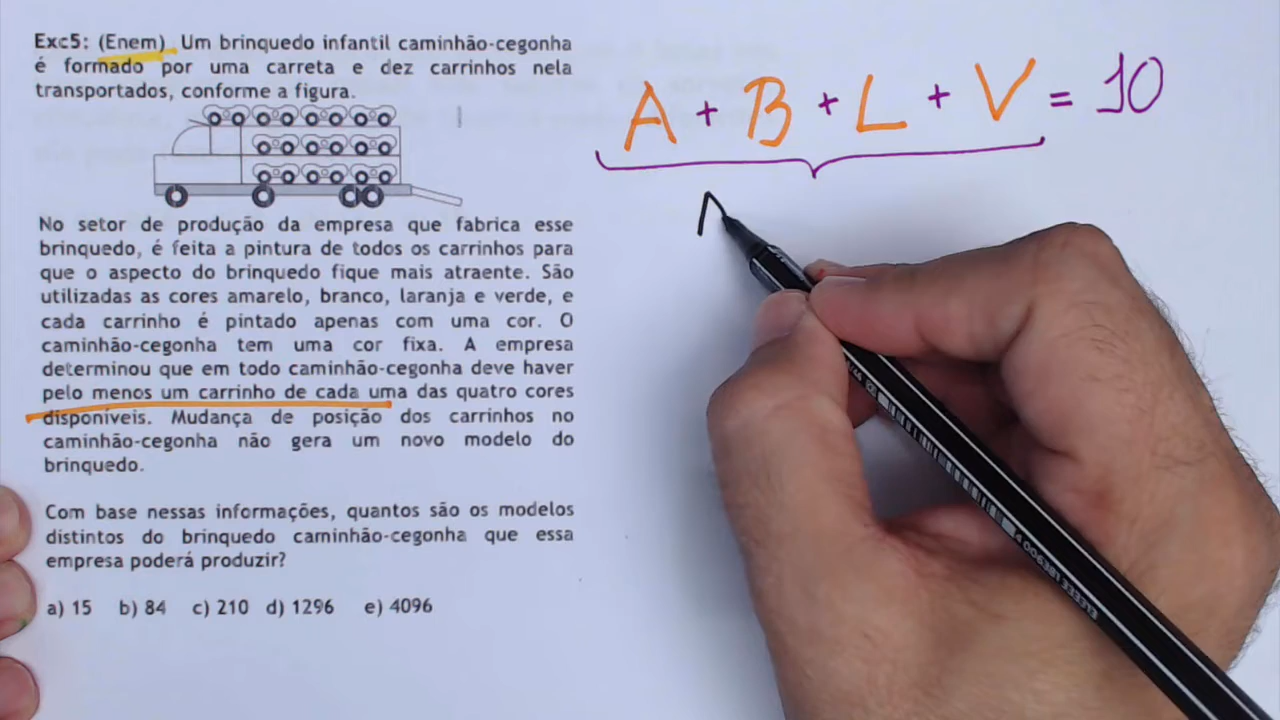 Exc5: (Enem) Um brinquedo infantil caminhão-cegonha
é formado por uma carreta e dez carrinhos nela
transportados, conforme a figura.
No setor de produção da empresa que fabrica esse
brinquedo, é feita a pintura de todos os carrinhos para
que o aspecto do brinquedo fique mais atraente. São
utilizadas as cores amarelo, branco, laranja e verde, e
cada carrinho é pintado apenas com uma cor. O
caminhão-cegonha tem uma cor fixa. A empresa
determinou que em todo caminhão-cegonha deve haver
pelo menos um carrinho de cada uma das quatro cores
disponíveis. Mudança de posição dos carrinhos no
caminhão-cegonha não gera um novo modelo do
brinquedo.
Com base nessas informações, quantos são os modelos
distintos do brinquedo caminhão-cegonha que essa
empresa poderá produzir?
a) 15 b) 84 c) 210 d) 1296 e) 4096
A + B + L + V = 10